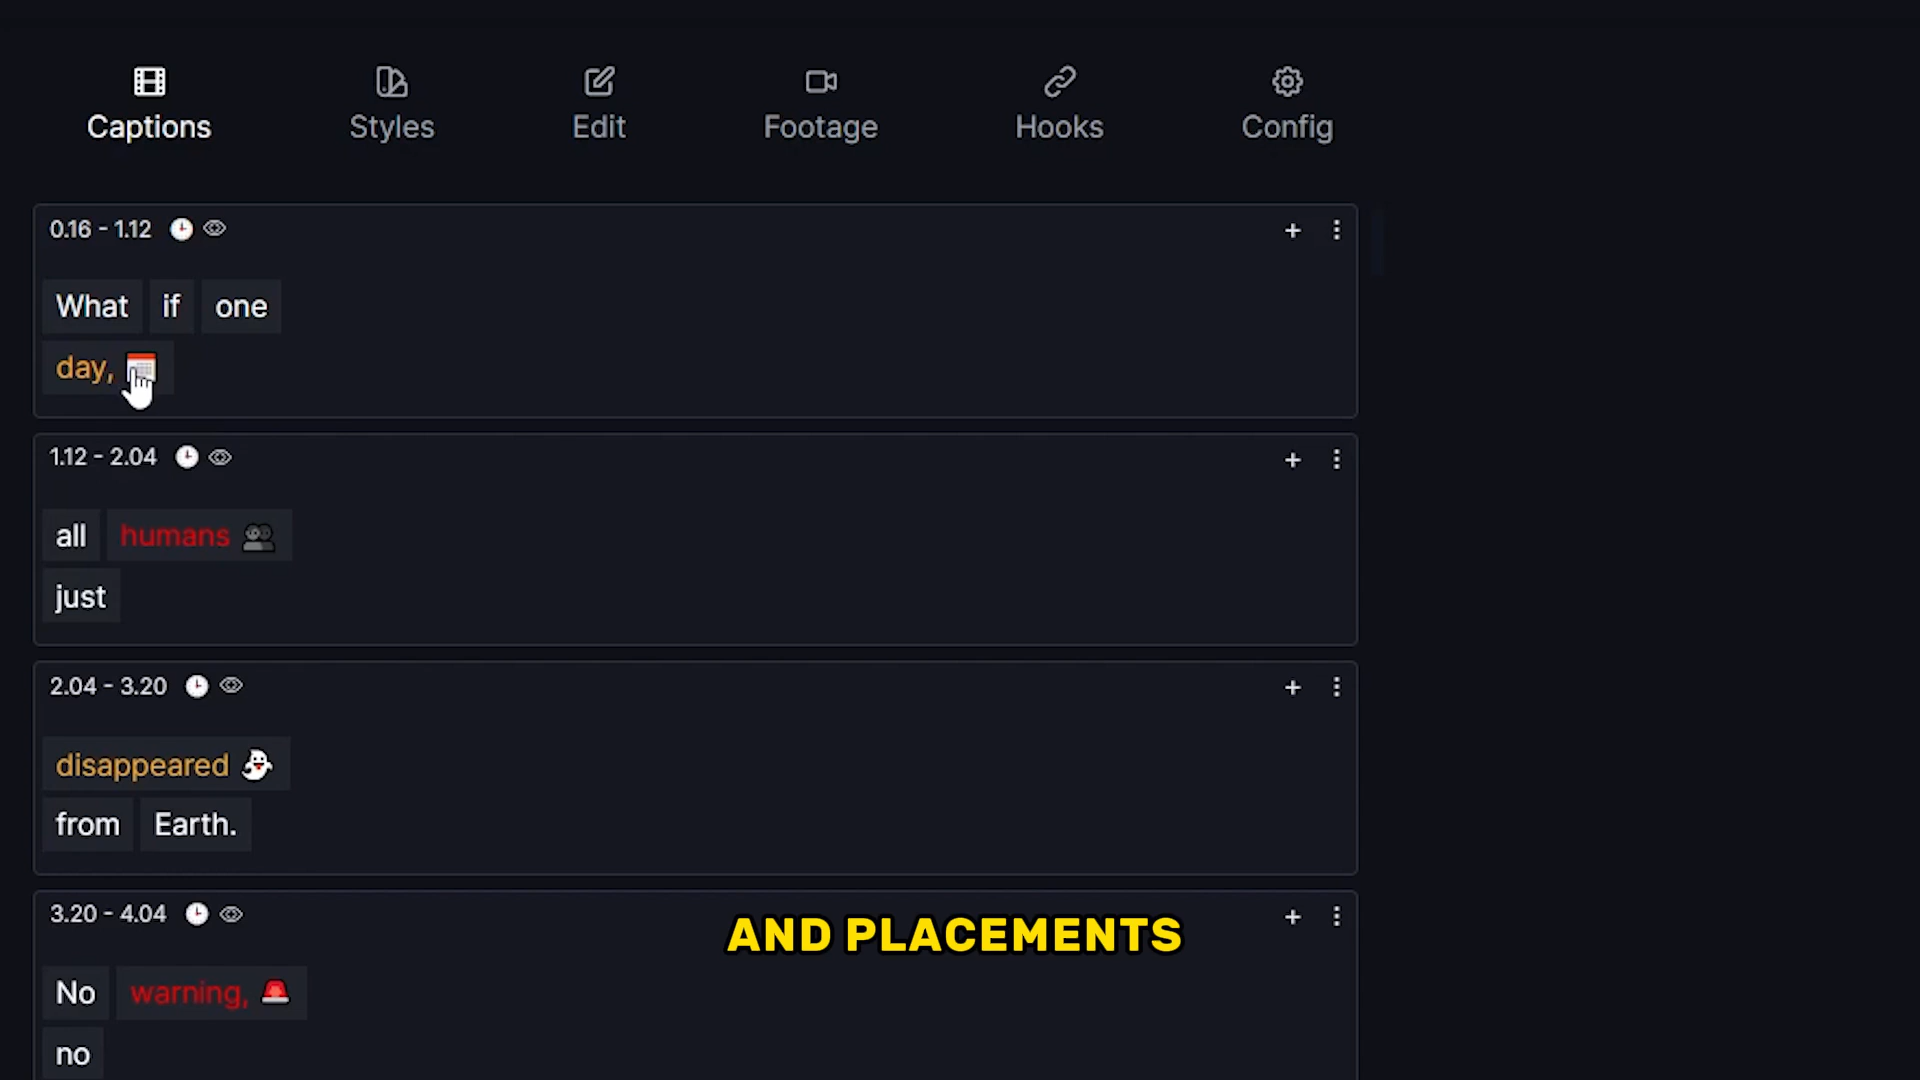 Captions Styles Edit Footage Hooks Config
0.16 - 1.12
What if one
day,
1.12 - 2.04
all humans
just
2.04 - 3.20
disappeared
from Earth.
3.20 - 4.04
AND PLACEMENTS
No warning,
no